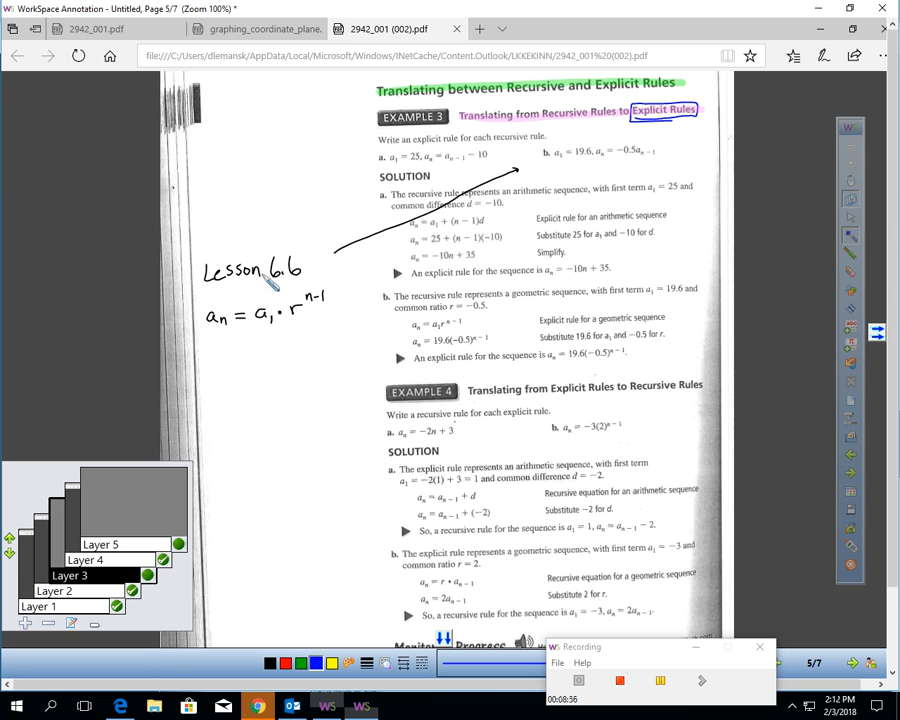 WorkSpace Annotation - Untitled, Page 5/7 (Zoom 100%) *
2942_001.pdf
graphing_coordinate_plane.
2942_001 (002).pdf
file:///C:/Users/dlemansk/AppData/Local/Microsoft/Windows/INetCache/Content.Outlook/LKKEKINN/2942_001%20(002).pdf
Translating between Recursive and Explicit Rules
EXAMPLE 3 Translating from Recursive Rules to Explicit Rules
Write an explicit rule for each recursive rule.
a. a₁ = 25, aₙ = aₙ₋₁ − 10
b. a₁ = 19.6, aₙ = −0.5aₙ₋₁
SOLUTION
a. The recursive rule represents an arithmetic sequence, with first term a₁ = 25 and
common difference d = −10.
aₙ = a₁ + (n − 1)d Explicit rule for an arithmetic sequence
aₙ = 25 + (n − 1)(−10) Substitute 25 for a₁ and −10 for d.
aₙ = −10n + 35 Simplify.
▶ An explicit rule for the sequence is aₙ = −10n + 35.
Lesson 6.6
aₙ = a₁ · rⁿ⁻¹
b. The recursive rule represents a geometric sequence, with first term a₁ = 19.6 and
common ratio r = −0.5.
aₙ = a₁rⁿ⁻¹ Explicit rule for a geometric sequence
aₙ = 19.6(−0.5)ⁿ⁻¹ Substitute 19.6 for a₁ and −0.5 for r.
▶ An explicit rule for the sequence is aₙ = 19.6(−0.5)ⁿ⁻¹.
EXAMPLE 4 Translating from Explicit Rules to Recursive Rules
Write a recursive rule for each explicit rule.
a. aₙ = −2n + 3
b. aₙ = −3(2)ⁿ⁻¹
SOLUTION
a. The explicit rule represents an arithmetic sequence, with first term
a₁ = −2(1) + 3 = 1 and common difference d = −2.
aₙ = aₙ₋₁ + d Recursive equation for an arithmetic sequence
aₙ = aₙ₋₁ + (−2) Substitute −2 for d.
▶ So, a recursive rule for the sequence is a₁ = 1, aₙ = aₙ₋₁ − 2.
b. The explicit rule represents a geometric sequence, with first term a₁ = −3 and
common ratio r = 2.
aₙ = r · aₙ₋₁ Recursive equation for a geometric sequence
aₙ = 2aₙ₋₁ Substitute 2 for r.
▶ So, a recursive rule for the sequence is a₁ = −3, aₙ = 2aₙ₋₁.
Layer 5
Layer 4
Layer 3
Layer 2
Layer 1
WS Recording
File Help
00:08:56
5/7
2:12 PM
2/3/2018